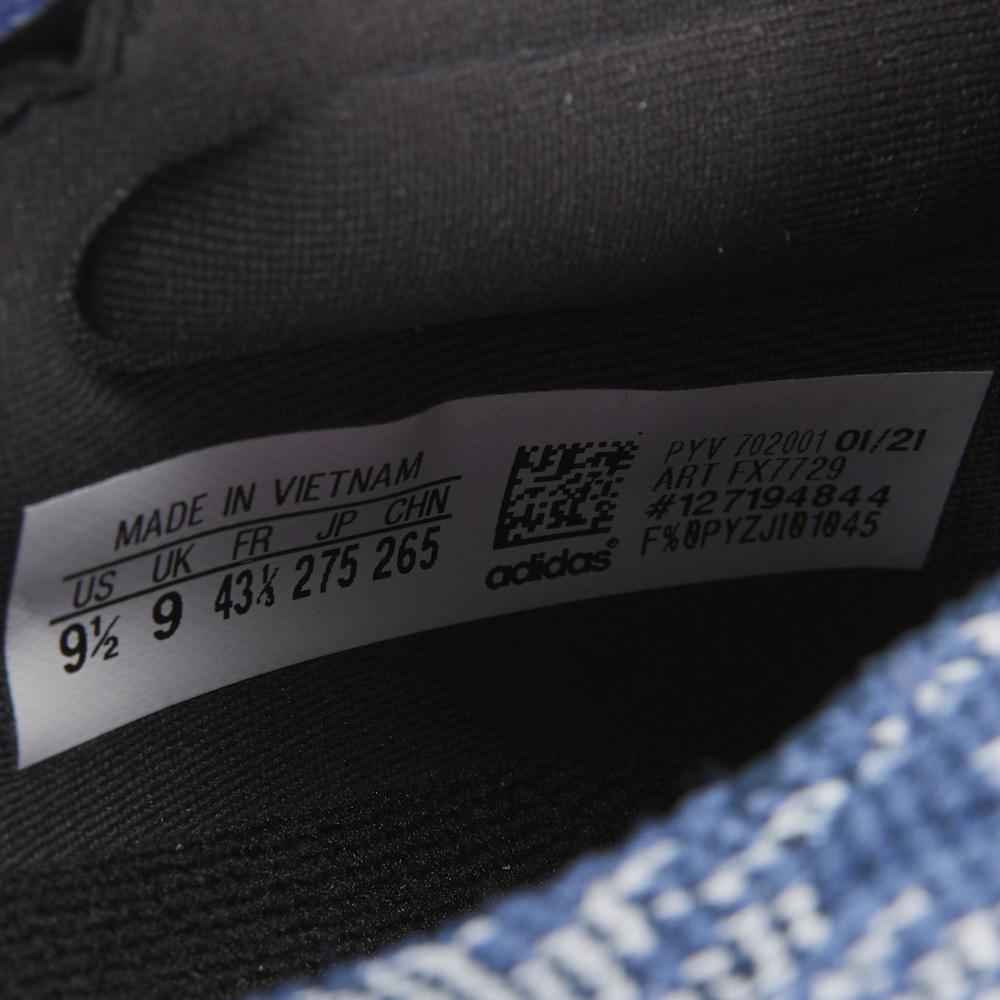 MADE IN VIETNAM
US UK FR JP CHN
9½ 9 43⅓ 275 265
adidas®
PYV 702001 01/21
ART FX7729
#127194844
F%0PYZJI01045